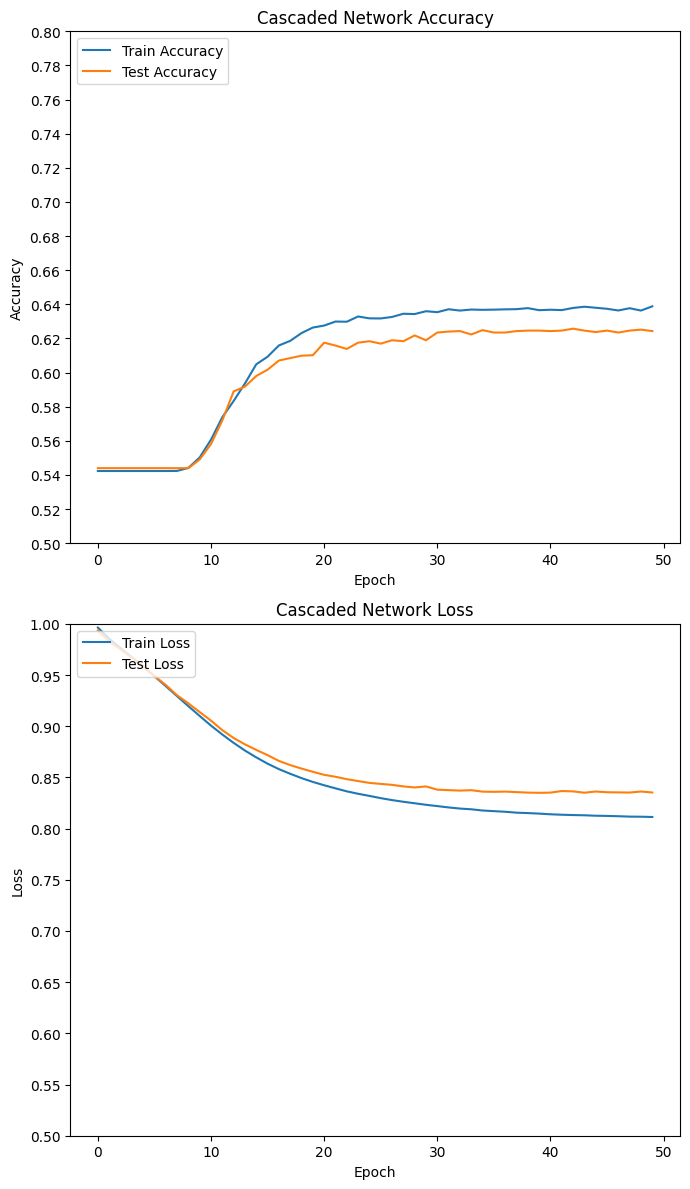 Cascaded Network Accuracy
Train Accuracy
Test Accuracy
Accuracy
0.80
0.78
0.76
0.74
0.72
0.70
0.68
0.66
0.64
0.62
0.60
0.58
0.56
0.54
0.52
0.50
0 10 20 30 40 50
Epoch
Cascaded Network Loss
Train Loss
Test Loss
Loss
1.00
0.95
0.90
0.85
0.80
0.75
0.70
0.65
0.60
0.55
0.50
0 10 20 30 40 50
Epoch